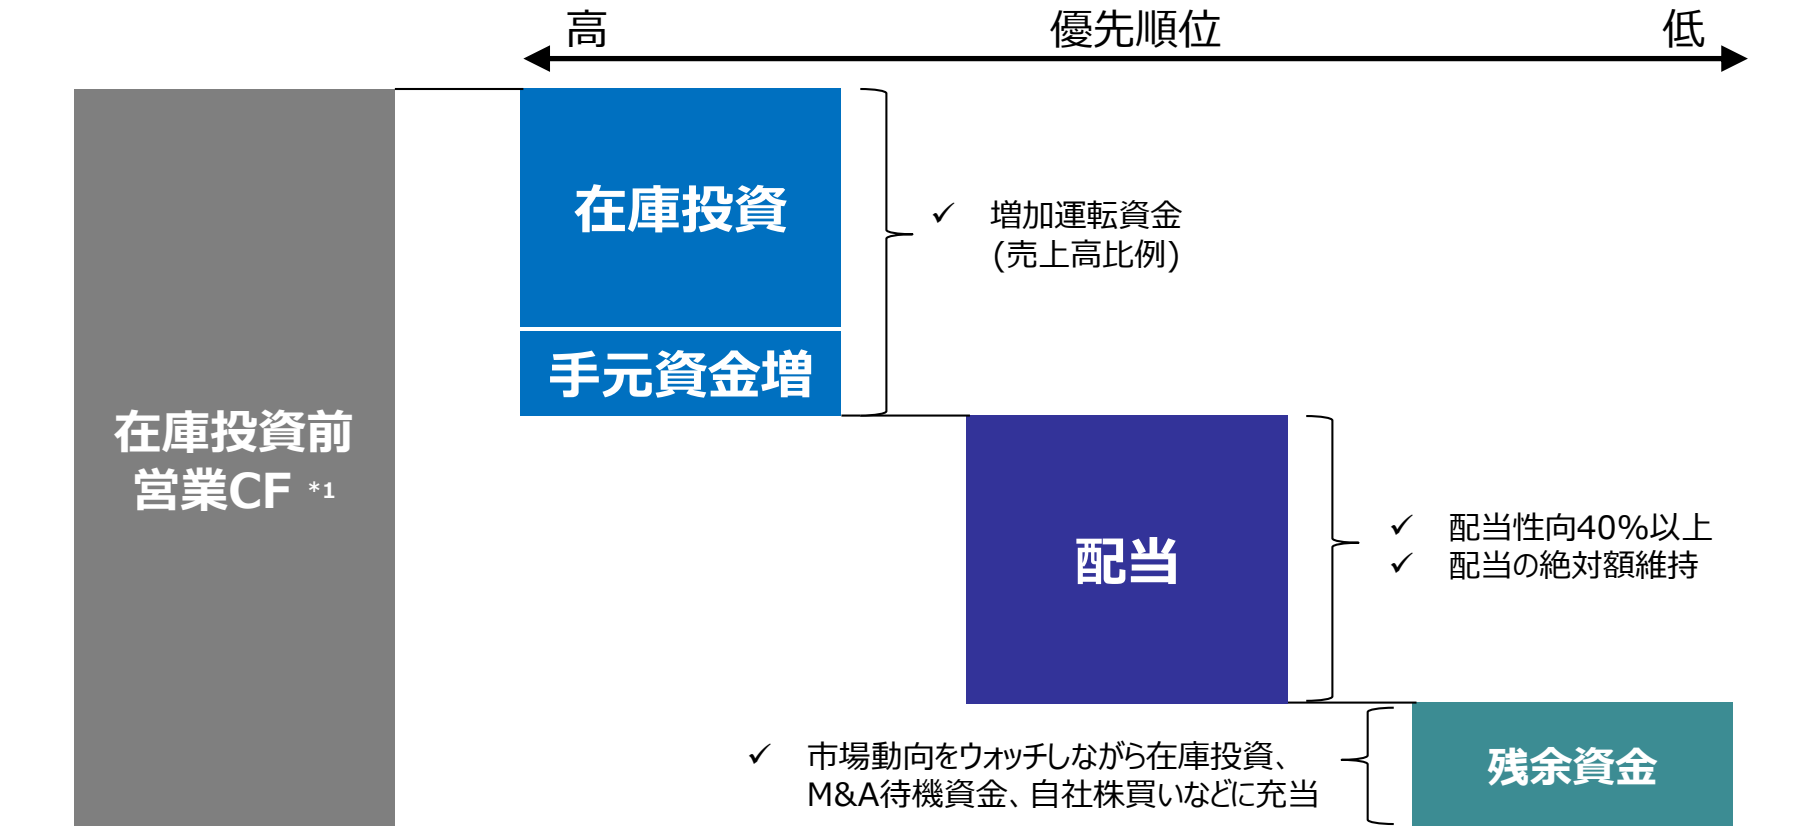 高 優先順位 低
在庫投資
✓ 増加運転資金
(売上高比例)
手元資金増
在庫投資前
営業CF *1
配当
✓ 配当性向40%以上
✓ 配当の絶対額維持
✓ 市場動向をウォッチしながら在庫投資、
M&A待機資金、自社株買いなどに充当
残余資金